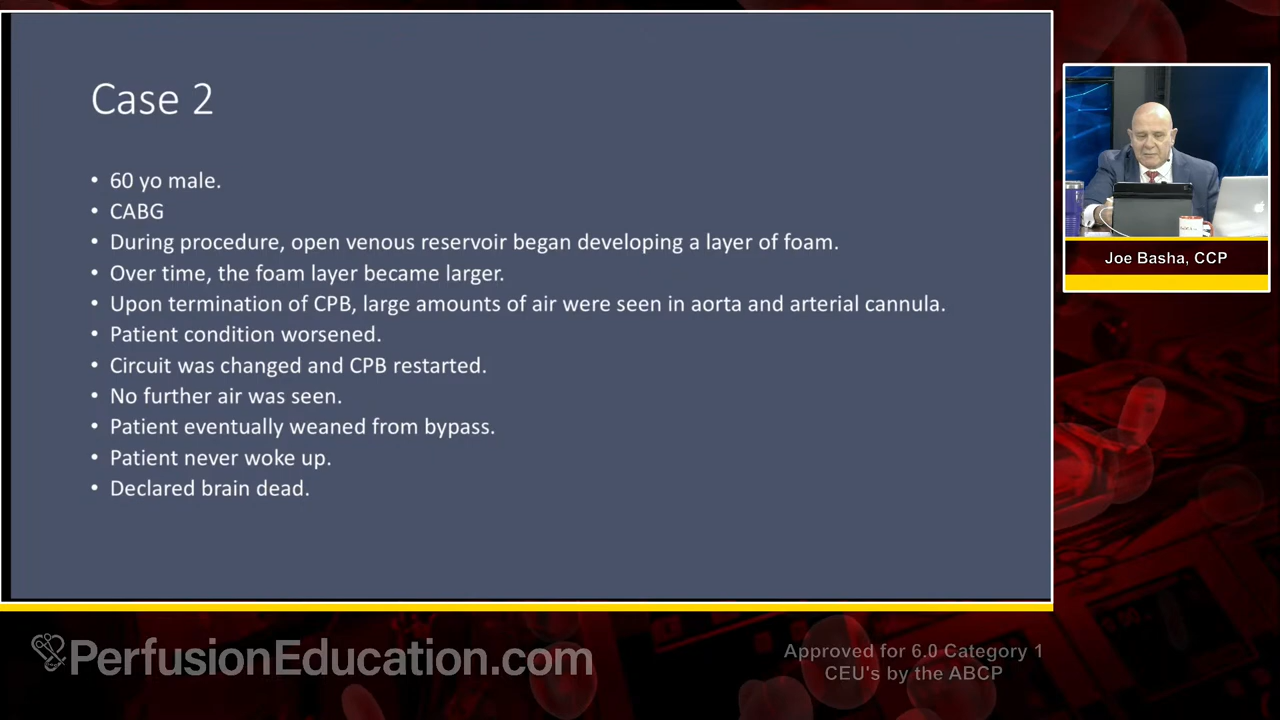 Case 2
• 60 yo male.
• CABG
• During procedure, open venous reservoir began developing a layer of foam.
• Over time, the foam layer became larger.
• Upon termination of CPB, large amounts of air were seen in aorta and arterial cannula.
• Patient condition worsened.
• Circuit was changed and CPB restarted.
• No further air was seen.
• Patient eventually weaned from bypass.
• Patient never woke up.
• Declared brain dead.
Joe Basha, CCP
PerfusionEducation.com
Approved for 6.0 Category 1
CEU's by the ABCP